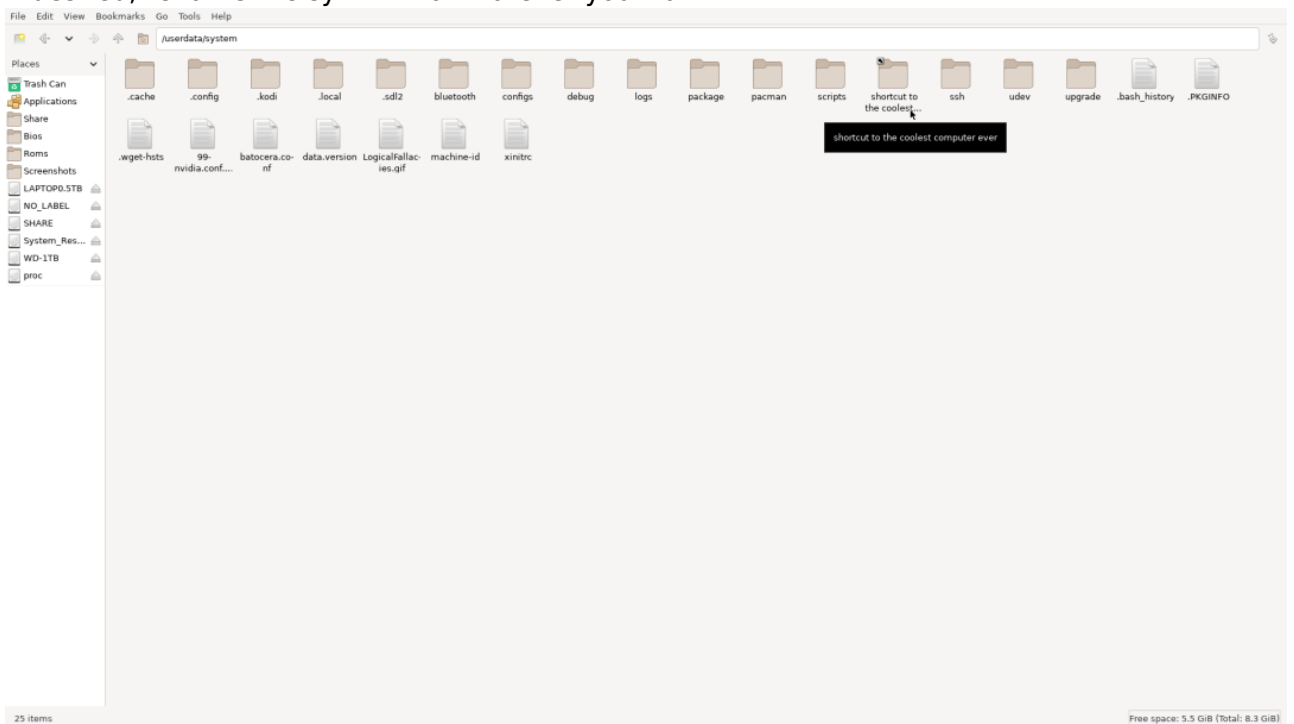 File Edit View Bookmarks Go Tools Help
/userdata/system
Places
Trash Can
Applications
Share
Bios
Roms
Screenshots
LAPTOP0.5TB
NO_LABEL
SHARE
System_Res...
WD-1TB
proc
.cache .config .kodi .local .sdl2 bluetooth configs debug logs package pacman scripts shortcut to ssh udev upgrade .bash_history .PKGINFO
the coolest...
shortcut to the coolest computer ever
.wget-hsts 99- batocera.co- data.version LogicalFallac- machine-id xinitrc
nvidia.conf.... nf ies.gif
25 items
Free space: 5.5 GiB (Total: 8.3 GiB)